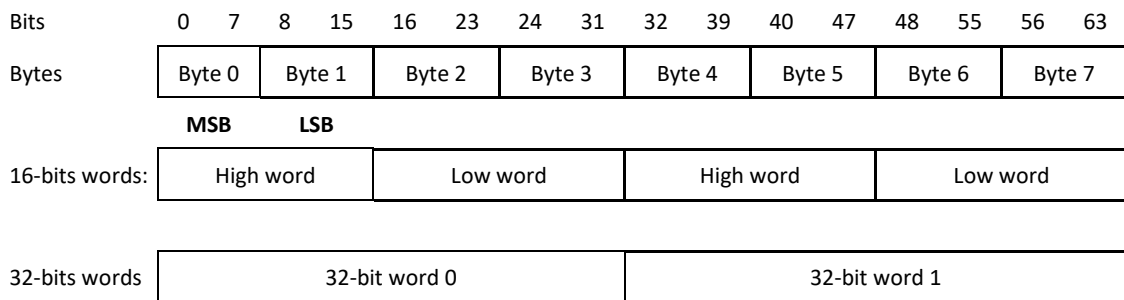 Bits 0 7 8 15 16 23 24 31 32 39 40 47 48 55 56 63
Bytes Byte 0 Byte 1 Byte 2 Byte 3 Byte 4 Byte 5 Byte 6 Byte 7
MSB LSB
16-bits words: High word Low word High word Low word
32-bits words 32-bit word 0 32-bit word 1